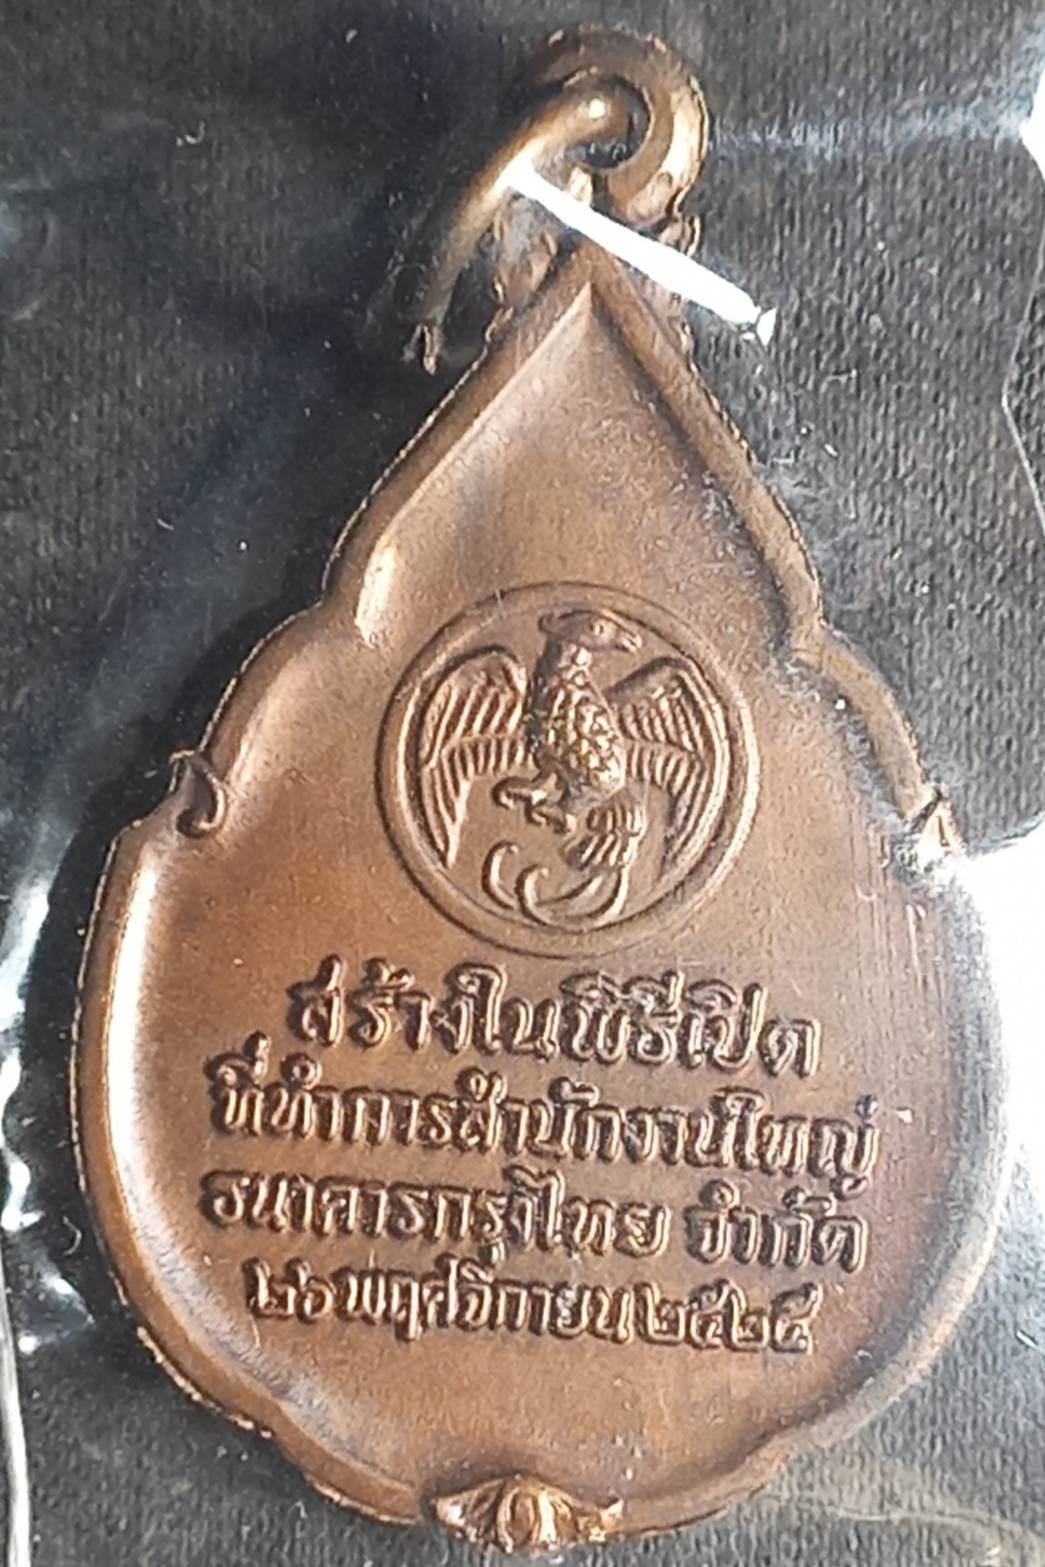 สร้างในพิธีเปิด
ที่ทำการสำนักงานใหญ่
ธนาคารกรุงไทย จำกัด
๒๖ พฤศจิกายน ๒๕๒๕